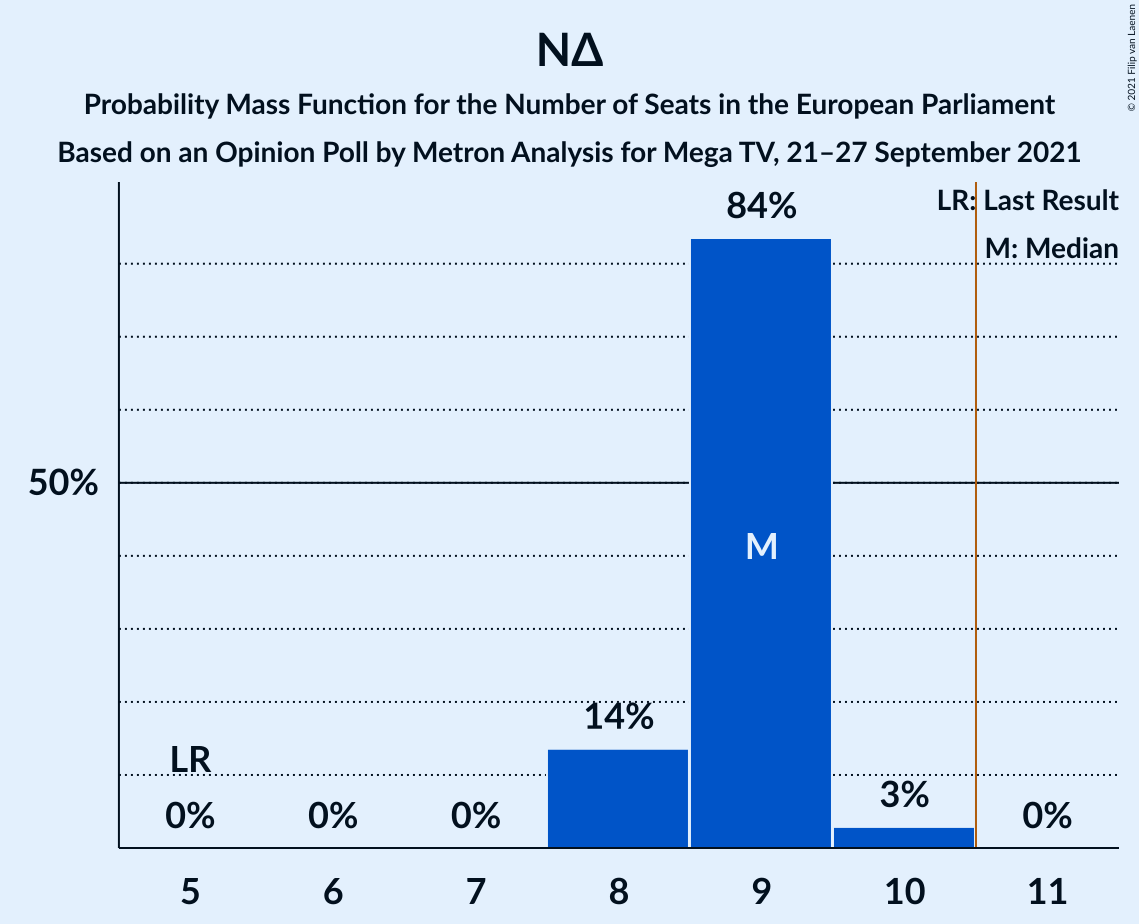 ΝΔ
Probability Mass Function for the Number of Seats in the European Parliament
Based on an Opinion Poll by Metron Analysis for Mega TV, 21–27 September 2021
© 2021 Filip van Laenen
LR: Last Result
M: Median
84%
50%
M
14%
LR
3%
0%
0%
0%
0%
5 6 7 8 9 10 11